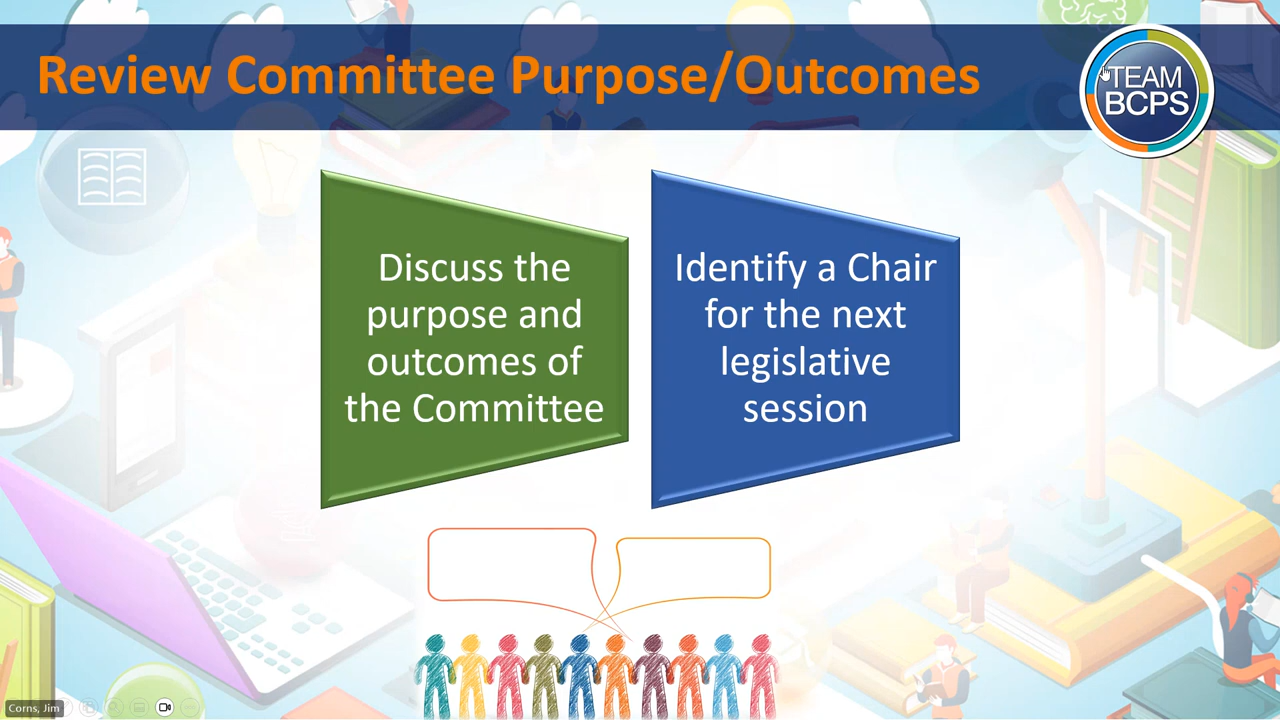 Review Committee Purpose/Outcomes
TEAM
BCPS
Discuss the
purpose and
outcomes of
the Committee
Identify a Chair
for the next
legislative
session
Corns, Jim